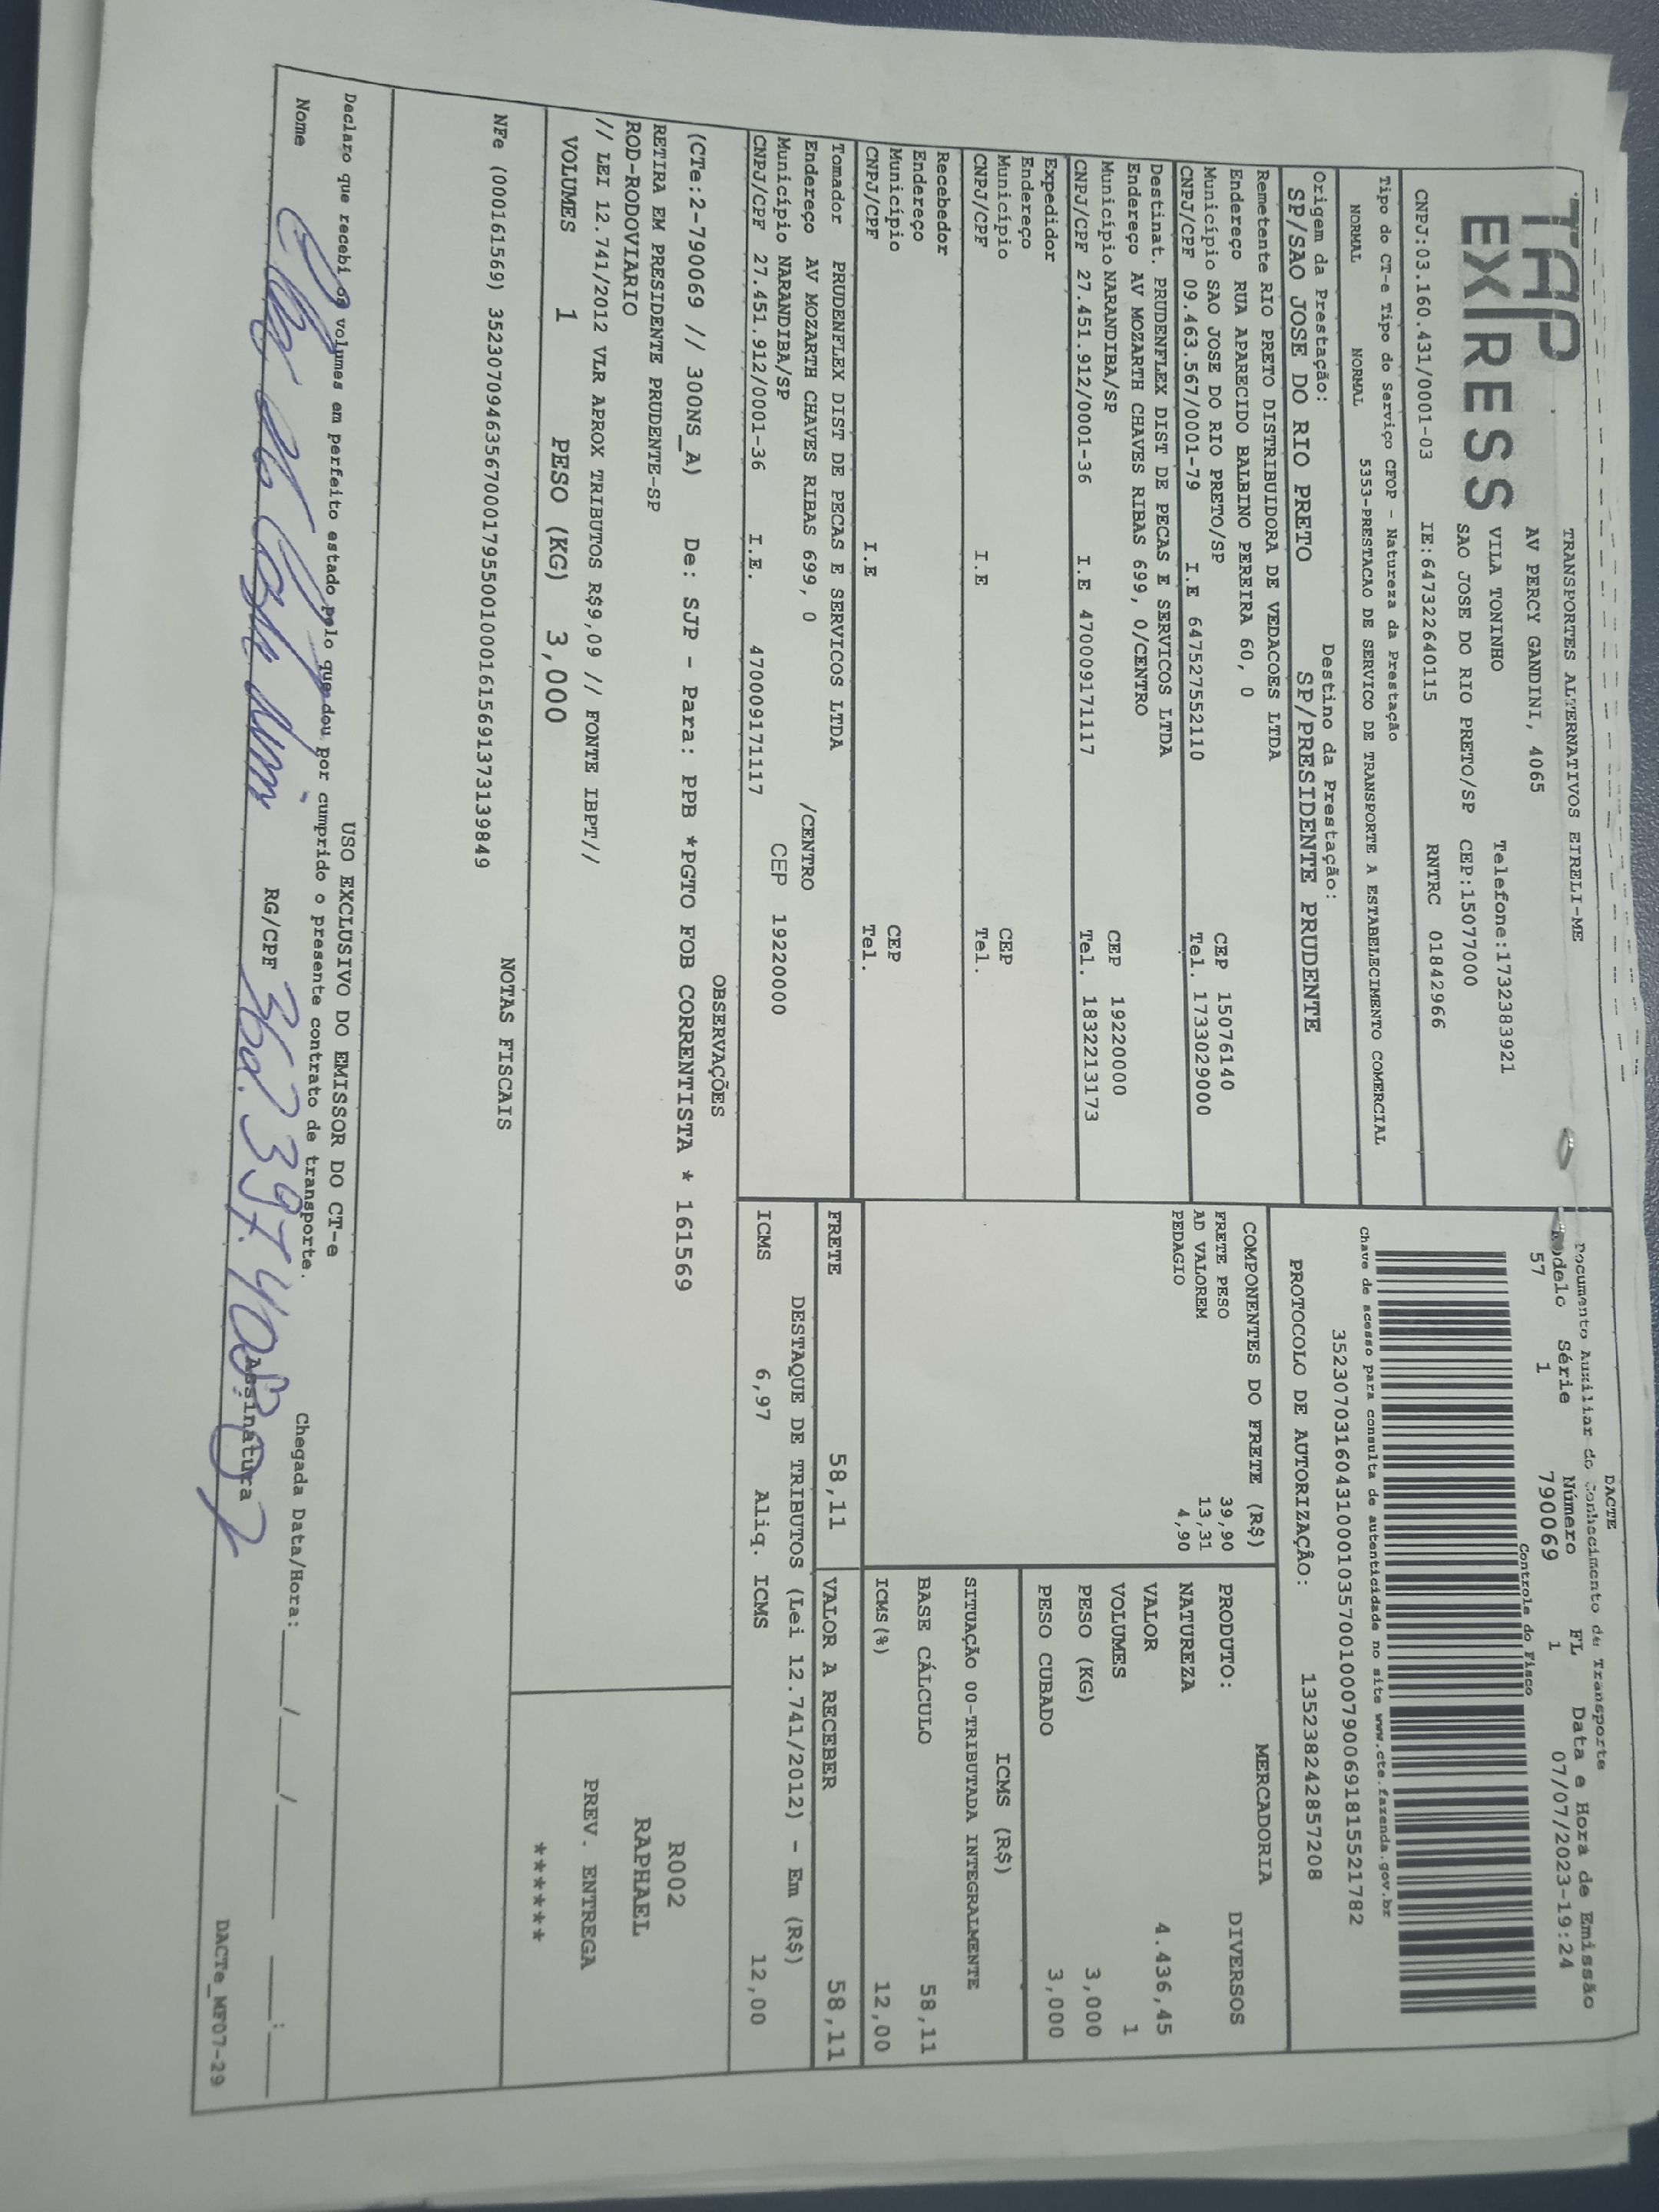 TAP
EXPRESS
TRANSPORTES ALTERNATIVOS EIRELI-ME
AV PERCY GANDINI, 4065
VILA TONINHO Telefone:1732383921
SAO JOSE DO RIO PRETO/SP CEP:15077000
CNPJ:03.160.431/0001-03 IE:647322640115 RNTRC 01842966
DACTE
Documento Auxiliar do Conhecimento de Transporte
Modelo Série Número FL Data e Hora de Emissão
57 1 790069 1 07/07/2023-19:24
Controle do Fisco
Chave de acesso para consulta de autenticidade no site www.cte.fazenda.gov.br
35230703160431000103570010007900691815521782
PROTOCOLO DE AUTORIZAÇÃO: 135238242857208
Tipo do CT-e Tipo do Serviço CFOP - Natureza da Prestação
NORMAL NORMAL 5353-PRESTACAO DE SERVICO DE TRANSPORTE A ESTABELECIMENTO COMERCIAL
Origem da Prestação: Destino da Prestação:
SP/SAO JOSE DO RIO PRETO SP/PRESIDENTE PRUDENTE
Remetente RIO PRETO DISTRIBUIDORA DE VEDACOES LTDA
Endereço RUA APARECIDO BALBINO PEREIRA 60, 0
Município SAO JOSE DO RIO PRETO/SP CEP 15076140
CNPJ/CPF 09.463.567/0001-79 I.E 647527552110 Tel. 1733029000
Destinat. PRUDENFLEX DIST DE PECAS E SERVICOS LTDA
Endereço AV MOZARTH CHAVES RIBAS 699, 0/CENTRO
Município NARANDIBA/SP CEP 19220000
CNPJ/CPF 27.451.912/0001-36 I.E 470009171117 Tel. 1832213173
Expedidor
Endereço
Município CEP
CNPJ/CPF I.E Tel.
Recebedor
Endereço
Município CEP
CNPJ/CPF I.E Tel.
Tomador PRUDENFLEX DIST DE PECAS E SERVICOS LTDA
Endereço AV MOZARTH CHAVES RIBAS 699, 0 /CENTRO
Município NARANDIBA/SP CEP 19220000
CNPJ/CPF 27.451.912/0001-36 I.E. 470009171117
COMPONENTES DO FRETE (R$)
FRETE PESO 39,90
AD VALOREM 13,31
PEDAGIO 4,90
MERCADORIA
PRODUTO: DIVERSOS
NATUREZA
VALOR 4.436,45
VOLUMES 1
PESO (KG) 3,000
PESO CUBADO 3,000
ICMS (R$)
SITUAÇÃO 00-TRIBUTADA INTEGRALMENTE
BASE CÁLCULO 58,11
ICMS(%) 12,00
FRETE 58,11 VALOR A RECEBER 58,11
DESTAQUE DE TRIBUTOS (Lei 12.741/2012) - Em (R$)
ICMS 6,97 Aliq. ICMS 12,00
OBSERVAÇÕES
(CTe:2-790069 // 300NS_A) De: SJP - Para: PPB *PGTO FOB CORRENTISTA * 161569
RETIRA EM PRESIDENTE PRUDENTE-SP
ROD-RODOVIARIO
// LEI 12.741/2012 VLR APROX TRIBUTOS R$9,09 // FONTE IBPT//
VOLUMES 1 PESO (KG) 3,000
R002
RAPHAEL
PREV. ENTREGA
******
NOTAS FISCAIS
NFe (000161569) 35230709463567000179550010001615691373139849
USO EXCLUSIVO DO EMISSOR DO CT-e
Declaro que recebi os volumes em perfeito estado pelo que dou por cumprido o presente contrato de transporte.
Chegada Data/Hora:____/____/____ ____:____
Nome RG/CPF Assinatura
DACTe_MF07-29